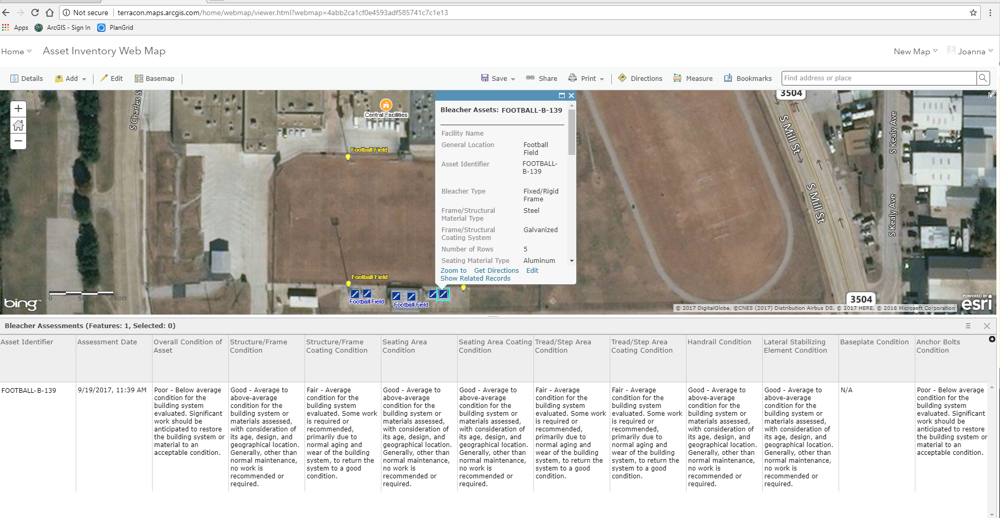 Not secure | terracon.maps.arcgis.com/home/webmap/viewer.html?webmap=4abb2ca1cf0e4593adf585741c7c1e13
Apps ArcGIS - Sign In PlanGrid
Home Asset Inventory Web Map New Map Joanna
Details Add Edit Basemap Save Share Print Directions Measure Bookmarks Find address or place
S Charles S
Central Facilities
Football Field
Football Field
Football Field
Football Field
Bleacher Assets: FOOTBALL-B-139
Facility Name
General Location Football
Field
Asset Identifier FOOTBALL-
B-139
Bleacher Type Fixed/Rigid
Frame
Frame/Structural Steel
Material Type
Frame/Structural Galvanized
Coating System
Number of Rows 5
Seating Material Type Aluminum
Zoom to Get Directions Edit
Show Related Records
3504
S Mill St
S Mill St
S Kealy Ave
S Kealy Ave
3504
0 50 100ft
bing™
© 2017 DigitalGlobe, ©CNES (2017) Distribution Airbus DS, © 2017 HERE, © 2018 Microsoft Corporation
POWERED BY
esri
Bleacher Assessments (Features: 1, Selected: 0)
Asset Identifier
Assessment Date
Overall Condition of
Asset
Structure/Frame
Condition
Structure/Frame
Coating Condition
Seating Area
Condition
Seating Area Coating
Condition
Tread/Step Area
Condition
Tread/Step Area
Coating Condition
Handrail Condition
Lateral Stabilizing
Element Condition
Baseplate Condition
Anchor Bolts
Condition
FOOTBALL-B-139
9/19/2017, 11:39 AM
Poor - Below average
condition for the
building system
evaluated. Significant
work should be
anticipated to restore
the building system or
material to an
acceptable condition.
Good - Average to
above-average
condition for the
building system or
materials assessed,
with consideration of
its age, design, and
geographical location.
Generally, other than
normal maintenance,
no work is
recommended or
required.
Fair - Average
condition for the
building system
evaluated. Some work
is required or
recommended,
primarily due to
normal aging and
wear of the building
system, to return the
system to a good
condition.
Good - Average to
above-average
condition for the
building system or
materials assessed,
with consideration of
its age, design, and
geographical location.
Generally, other than
normal maintenance,
no work is
recommended or
required.
Good - Average to
above-average
condition for the
building system or
materials assessed,
with consideration of
its age, design, and
geographical location.
Generally, other than
normal maintenance,
no work is
recommended or
required.
Fair - Average
condition for the
building system
evaluated. Some work
is required or
recommended,
primarily due to
normal aging and
wear of the building
system, to return the
system to a good
condition.
Fair - Average
condition for the
building system
evaluated. Some work
is required or
recommended,
primarily due to
normal aging and
wear of the building
system, to return the
system to a good
condition.
Good - Average to
above-average
condition for the
building system or
materials assessed,
with consideration of
its age, design, and
geographical location.
Generally, other than
normal maintenance,
no work is
recommended or
required.
Good - Average to
above-average
condition for the
building system or
materials assessed,
with consideration of
its age, design, and
geographical location.
Generally, other than
normal maintenance,
no work is
recommended or
required.
N/A
Poor - Below average
condition for the
building system
evaluated. Significant
work should be
anticipated to restore
the building system or
material to an
acceptable condition.